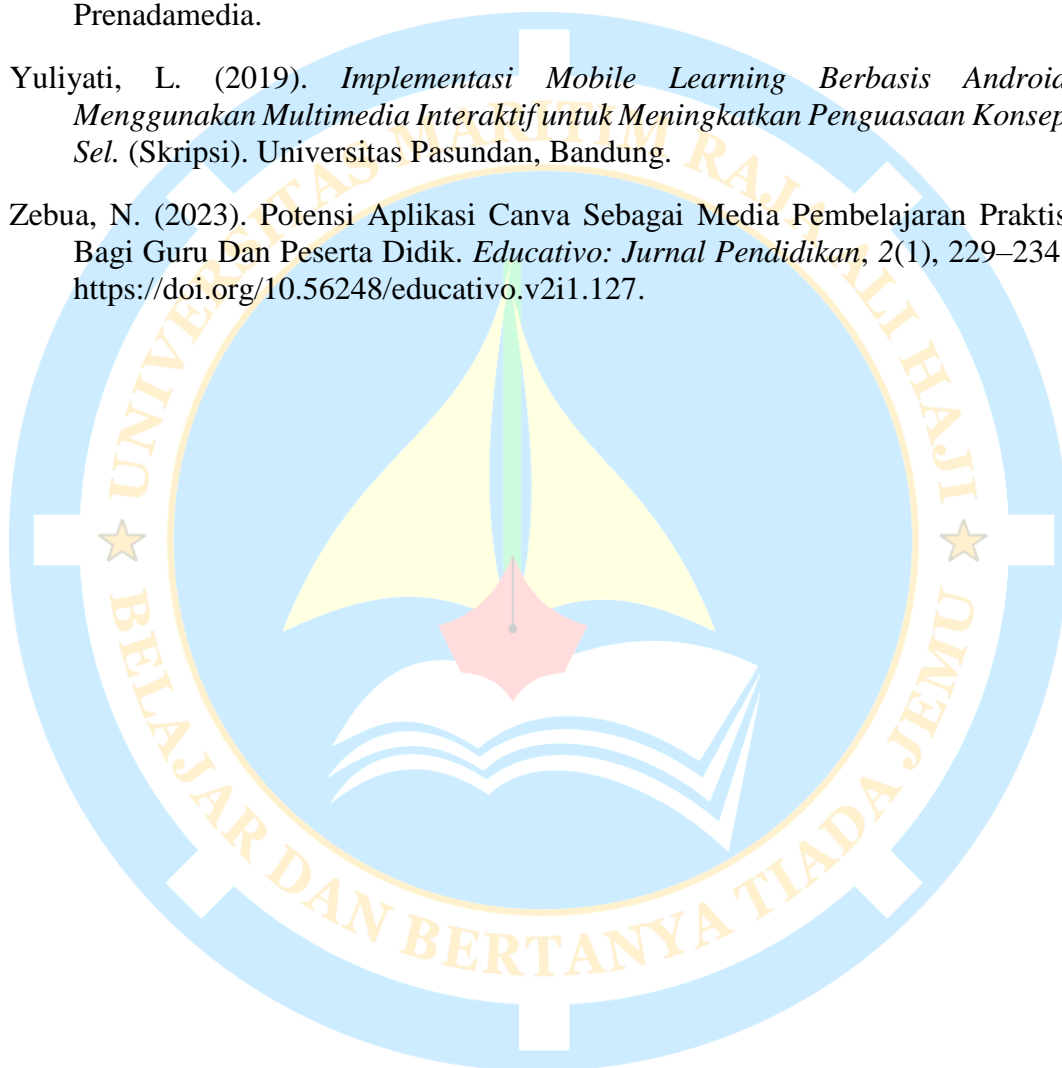 Prenadamedia.
Yuliyati, L. (2019). Implementasi Mobile Learning Berbasis Android
Menggunakan Multimedia Interaktif untuk Meningkatkan Penguasaan Konsep
Sel. (Skripsi). Universitas Pasundan, Bandung.
Zebua, N. (2023). Potensi Aplikasi Canva Sebagai Media Pembelajaran Praktis
Bagi Guru Dan Peserta Didik. Educativo: Jurnal Pendidikan, 2(1), 229–234
https://doi.org/10.56248/educativo.v2i1.127.
UNIVERSITAS MARITIM RAJA ALI HAJI
BELAJAR DAN BERTANYA TIADA JEMU